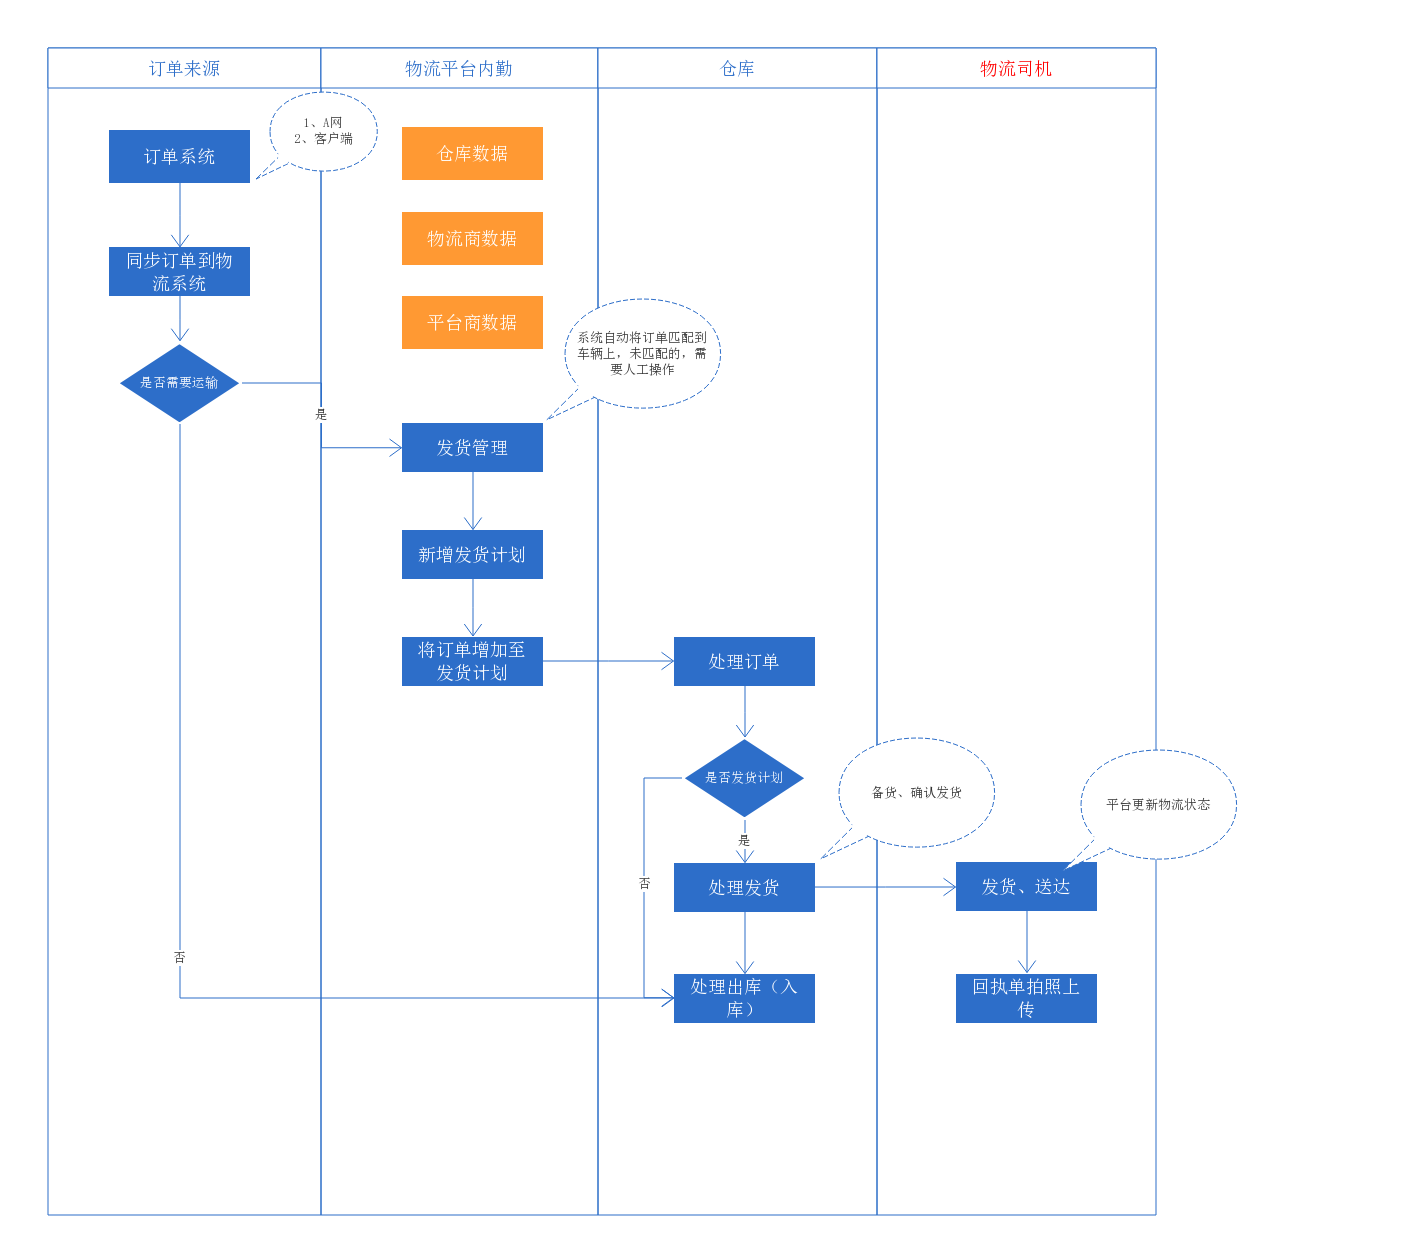 订单来源
物流平台内勤
仓库
物流司机
1、A网
2、客户端
订单系统
仓库数据
物流商数据
同步订单到物
流系统
平台商数据
系统自动将订单匹配到
车辆上，未匹配的，需
要人工操作
是否需要运输
是
发货管理
新增发货计划
将订单增加至
发货计划
处理订单
是否发货计划
备货、确认发货
平台更新物流状态
是
否
处理发货
发货、送达
否
处理出库（入
库）
回执单拍照上
传